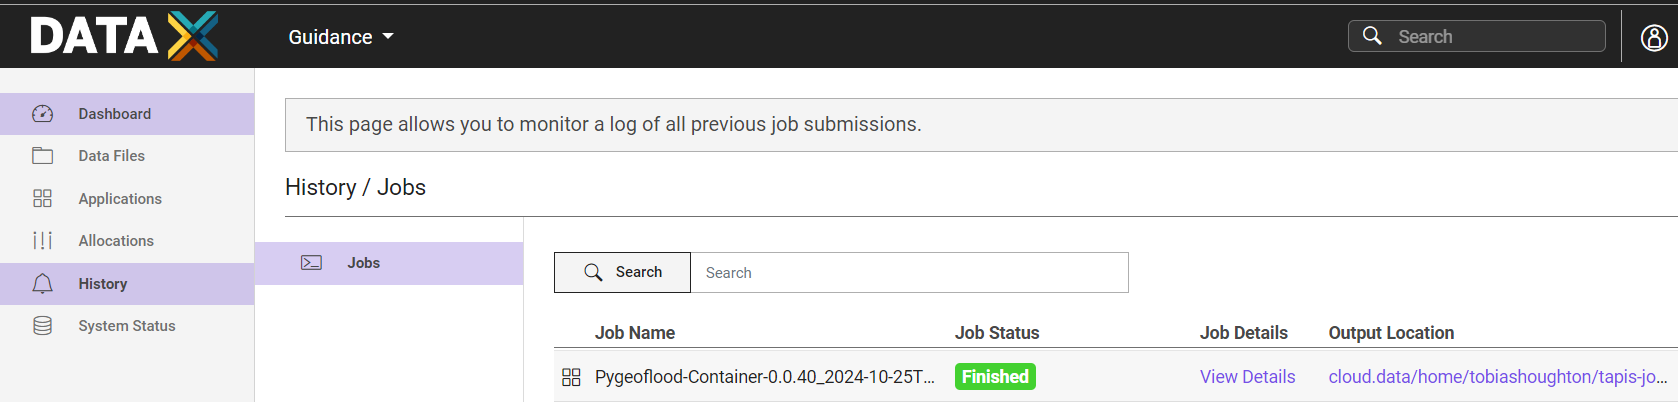 DATA X
Guidance
Search
Dashboard
Data Files
Applications
Allocations
History
System Status
This page allows you to monitor a log of all previous job submissions.
History / Jobs
Jobs
Search Search
Job Name Job Status Job Details Output Location
Pygeoflood-Container-0.0.40_2024-10-25T... Finished View Details cloud.data/home/tobiashoughton/tapis-jo...